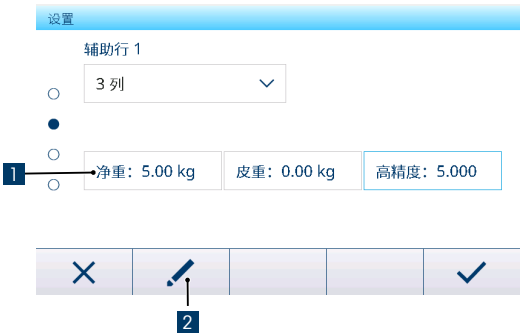 设置
辅助行 1
3 列
1
净重：5.00 kg
皮重：0.00 kg
高精度：5.000
2